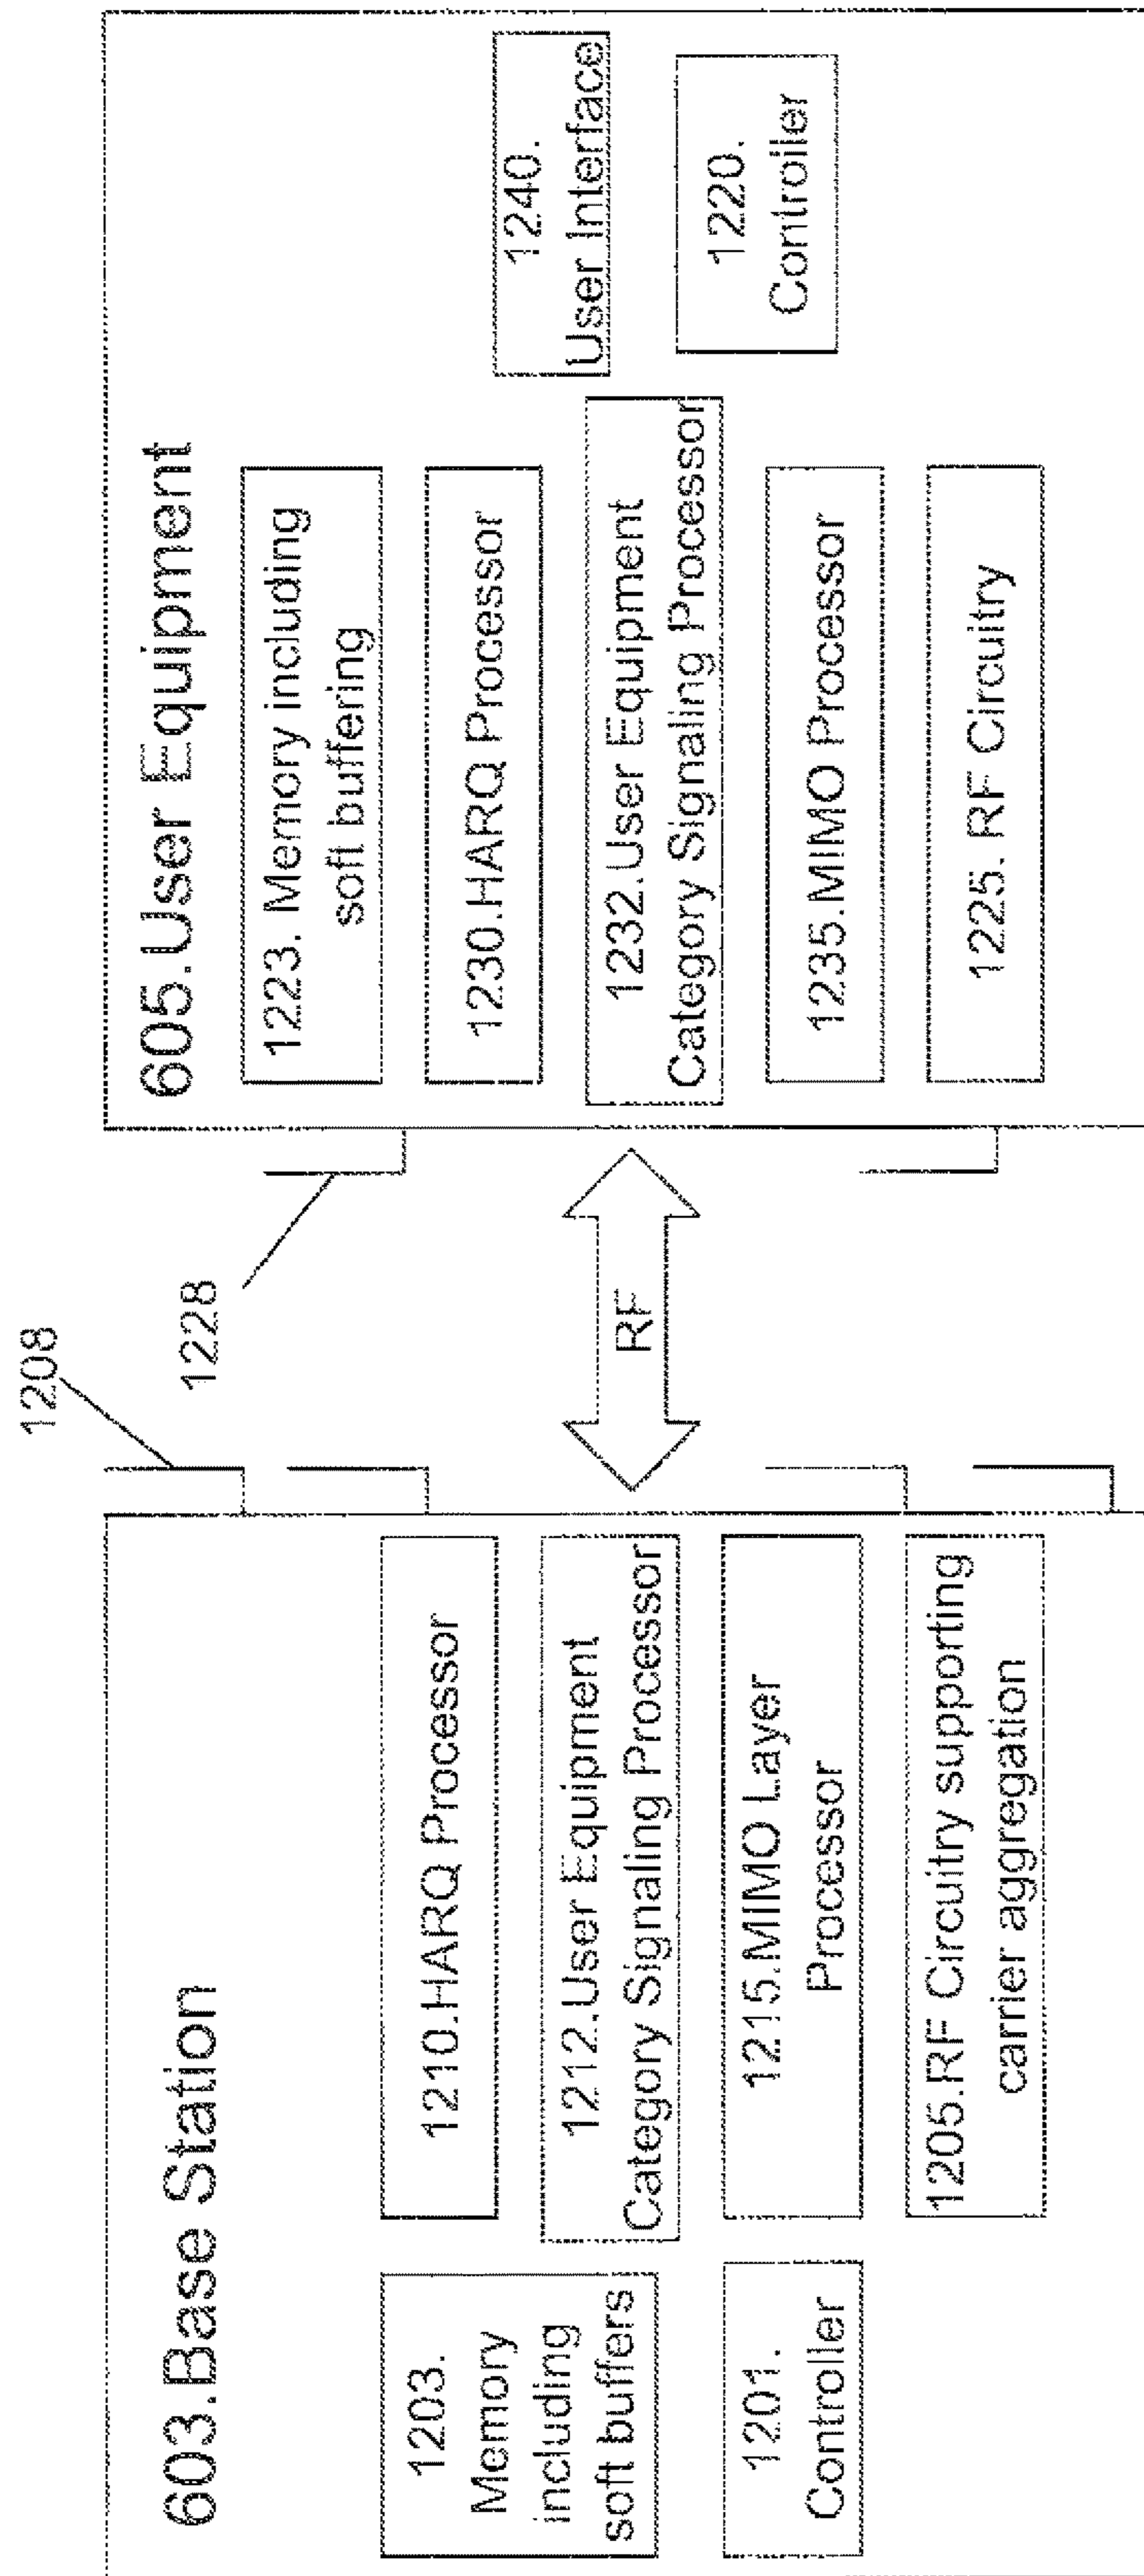 603.Base Station
1203.
Memory
including
soft buffers
1201.
Controller
1210.HARQ Processor
1212.User Equipment
Category Signaling Processor
1215.MIMO Layer
Processor
1205.RF Circuitry supporting
carrier aggregation
1208
1228
RF
605.User Equipment
1223. Memory including
soft buffering
1230.HARQ Processor
1232.User Equipment
Category Signaling Processor
1235.MIMO Processor
1225. RF Circuitry
1240.
User Interface
1220.
Controller